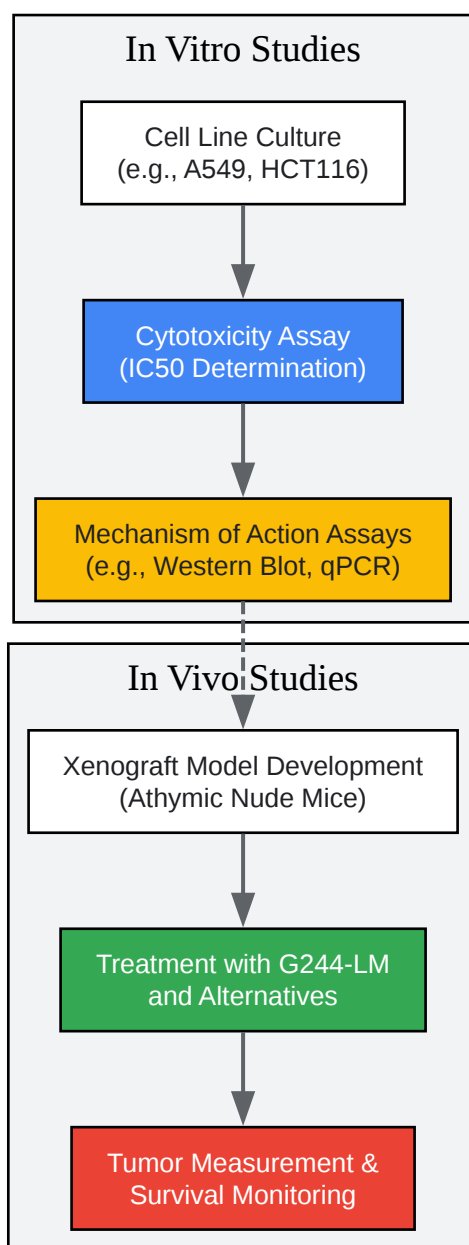 In Vitro Studies
Cell Line Culture
(e.g., A549, HCT116)
Cytotoxicity Assay
(IC50 Determination)
Mechanism of Action Assays
(e.g., Western Blot, qPCR)
In Vivo Studies
Xenograft Model Development
(Athymic Nude Mice)
Treatment with G244-LM
and Alternatives
Tumor Measurement &
Survival Monitoring